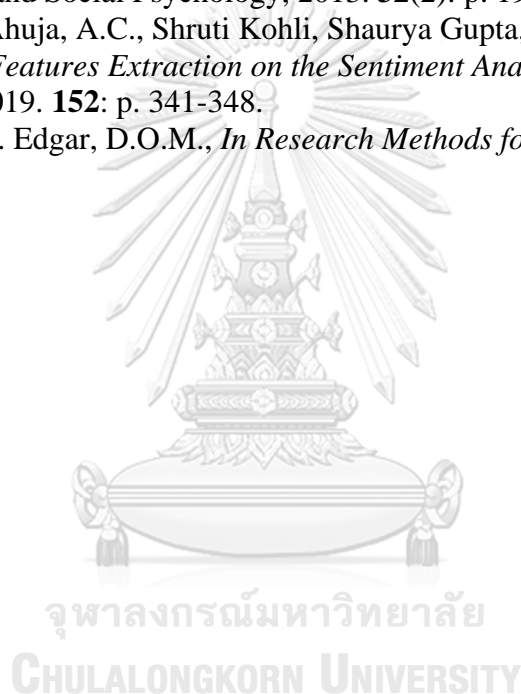 and Social Psychology, 2013. 32(2): p. 19
Ahuja, A.C., Shruti Kohli, Shaurya Gupta,
Features Extraction on the Sentiment Ana
2019. 152: p. 341-348.
. Edgar, D.O.M., In Research Methods fo
จุฬาลงกรณ์มหาวิทยาลัย
CHULALONGKORN UNIVERSITY